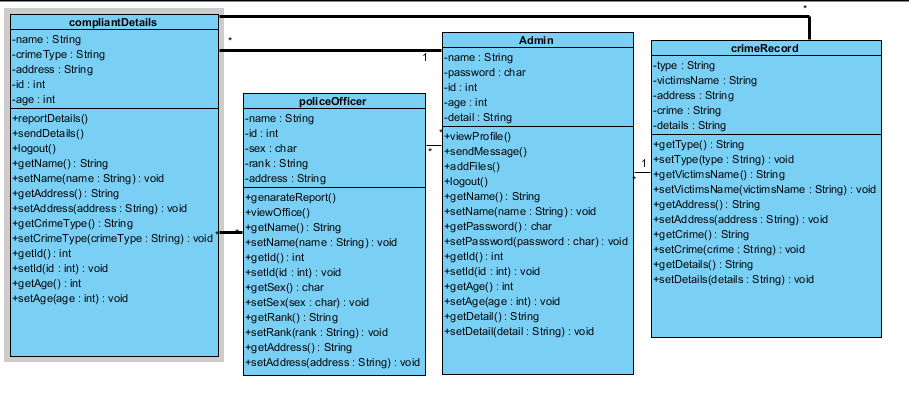 compliantDetails
-name : String
-crimeType : String
-address : String
-id : int
-age : int
+reportDetails()
+sendDetails()
+logout()
+getName() : String
+setName(name : String) : void
+getAddress() : String
+setAddress(address : String) : void
+getCrimeType() : String
+setCrimeType(crimeType : String) : void
+getId() : int
+setId(id : int) : void
+getAge() : int
+setAge(age : int) : void
*
1
*
*
policeOfficer
-name : String
-id : int
-sex : char
-rank : String
-address : String
+genarateReport()
+viewOffice()
+getName() : String
+setName(name : String) : void
+getId() : int
+setId(id : int) : void
+getSex() : char
+setSex(sex : char) : void
+getRank() : String
+setRank(rank : String) : void
+getAddress() : String
+setAddress(address : String) : void
*
*
Admin
-name : String
-password : char
-id : int
-age : int
-detail : String
+viewProfile()
+sendMessage()
+addFiles()
+logout()
+getName() : String
+setName(name : String) : void
+getPassword() : char
+setPassword(password : char) : void
+getId() : int
+setId(id : int) : void
+getAge() : int
+setAge(age : int) : void
+getDetail() : String
+setDetail(detail : String) : void
1
*
crimeRecord
-type : String
-victimsName : String
-address : String
-crime : String
-details : String
+getType() : String
+setType(type : String) : void
+getVictimsName() : String
+setVictimsName(victimsName : String) : void
+getAddress() : String
+setAddress(address : String) : void
+getCrime() : String
+setCrime(crime : String) : void
+getDetails() : String
+setDetails(details : String) : void